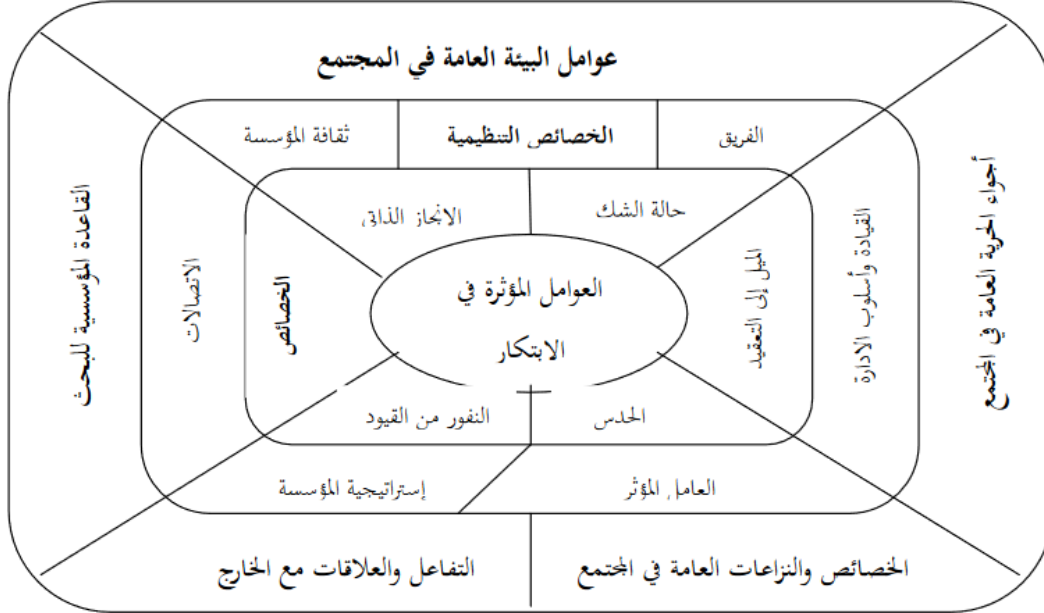 عوامل البيئة العامة في المجتمع
الفريق
الخصائص التنظيمية
ثقافة المؤسسة
حالة الشك
الانجاز الذاتي
أجواء الحرية العامة في المجتمع
القيادة وأسلوب الادارة
الميل إلى التعقيد
العوامل المؤثرة في
الابتكار
الخصائص
الاتصالات
القاعدة المؤسسية للبحث
الحدس
النفور من القيود
العامل المؤثر
إستراتيجية المؤسسة
الخصائص والنزاعات العامة في المجتمع
التفاعل والعلاقات مع الخارج